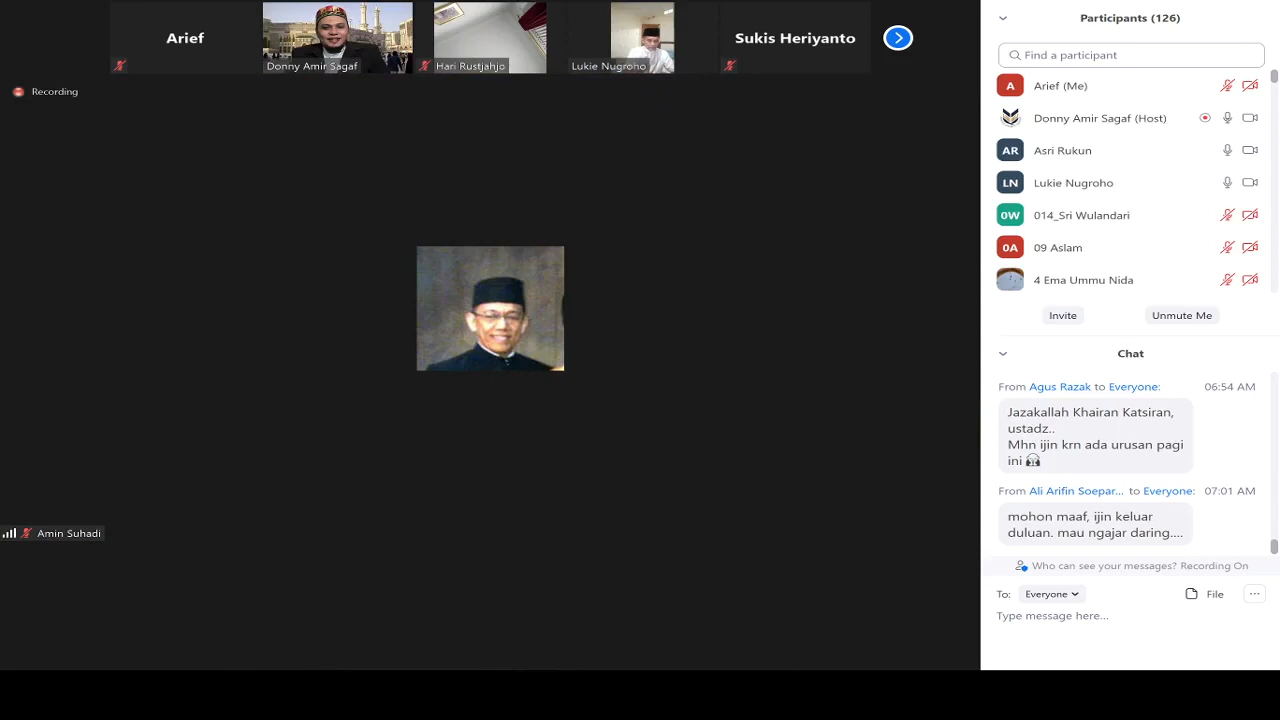 Arief
Donny Amir Sagaf
Hari Rustjahjo
Lukie Nugroho
Sukis Heriyanto
Recording
Amin Suhadi
Participants (126)
Find a participant
A Arief (Me)
Donny Amir Sagaf (Host)
AR Asri Rukun
LN Lukie Nugroho
0W 014_Sri Wulandari
0A 09 Aslam
4 Ema Ummu Nida
Invite Unmute Me
Chat
From Agus Razak to Everyone: 06:54 AM
Jazakallah Khairan Katsiran,
ustadz..
Mhn ijin krn ada urusan pagi
ini
From Ali Arifin Soepar... to Everyone: 07:01 AM
mohon maaf, ijin keluar
duluan. mau ngajar daring....
Who can see your messages? Recording On
To: Everyone File
Type message here...